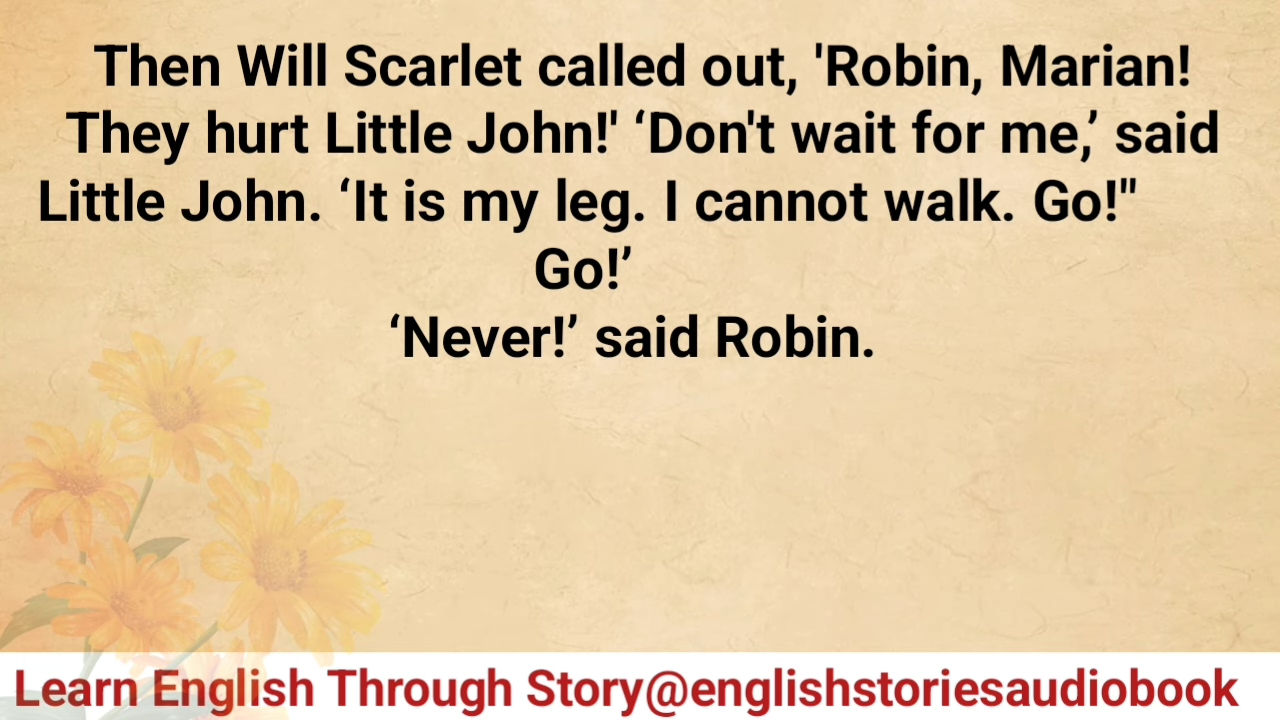 Then Will Scarlet called out, 'Robin, Marian!
They hurt Little John!' ‘Don't wait for me,’ said
Little John. ‘It is my leg. I cannot walk. Go!"
Go!’
‘Never!’ said Robin.
Learn English Through Story@englishstoriesaudiobook